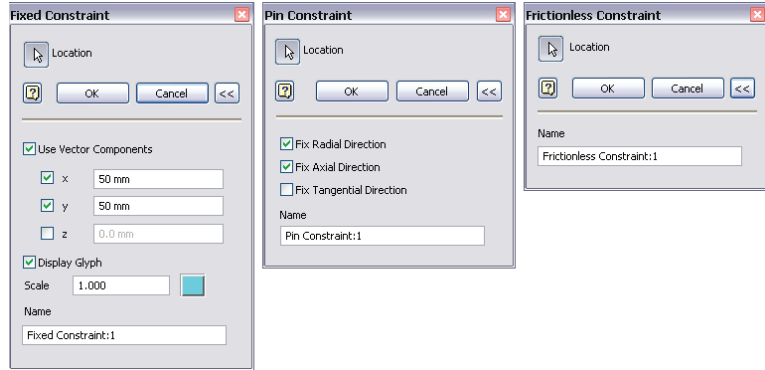 Fixed Constraint
Location
OK Cancel <<
Use Vector Components
x 50 mm
y 50 mm
z 0.0 mm
Display Glyph
Scale 1.000
Name
Fixed Constraint:1
Pin Constraint
Location
OK Cancel <<
Fix Radial Direction
Fix Axial Direction
Fix Tangential Direction
Name
Pin Constraint:1
Frictionless Constraint
Location
OK Cancel <<
Name
Frictionless Constraint:1